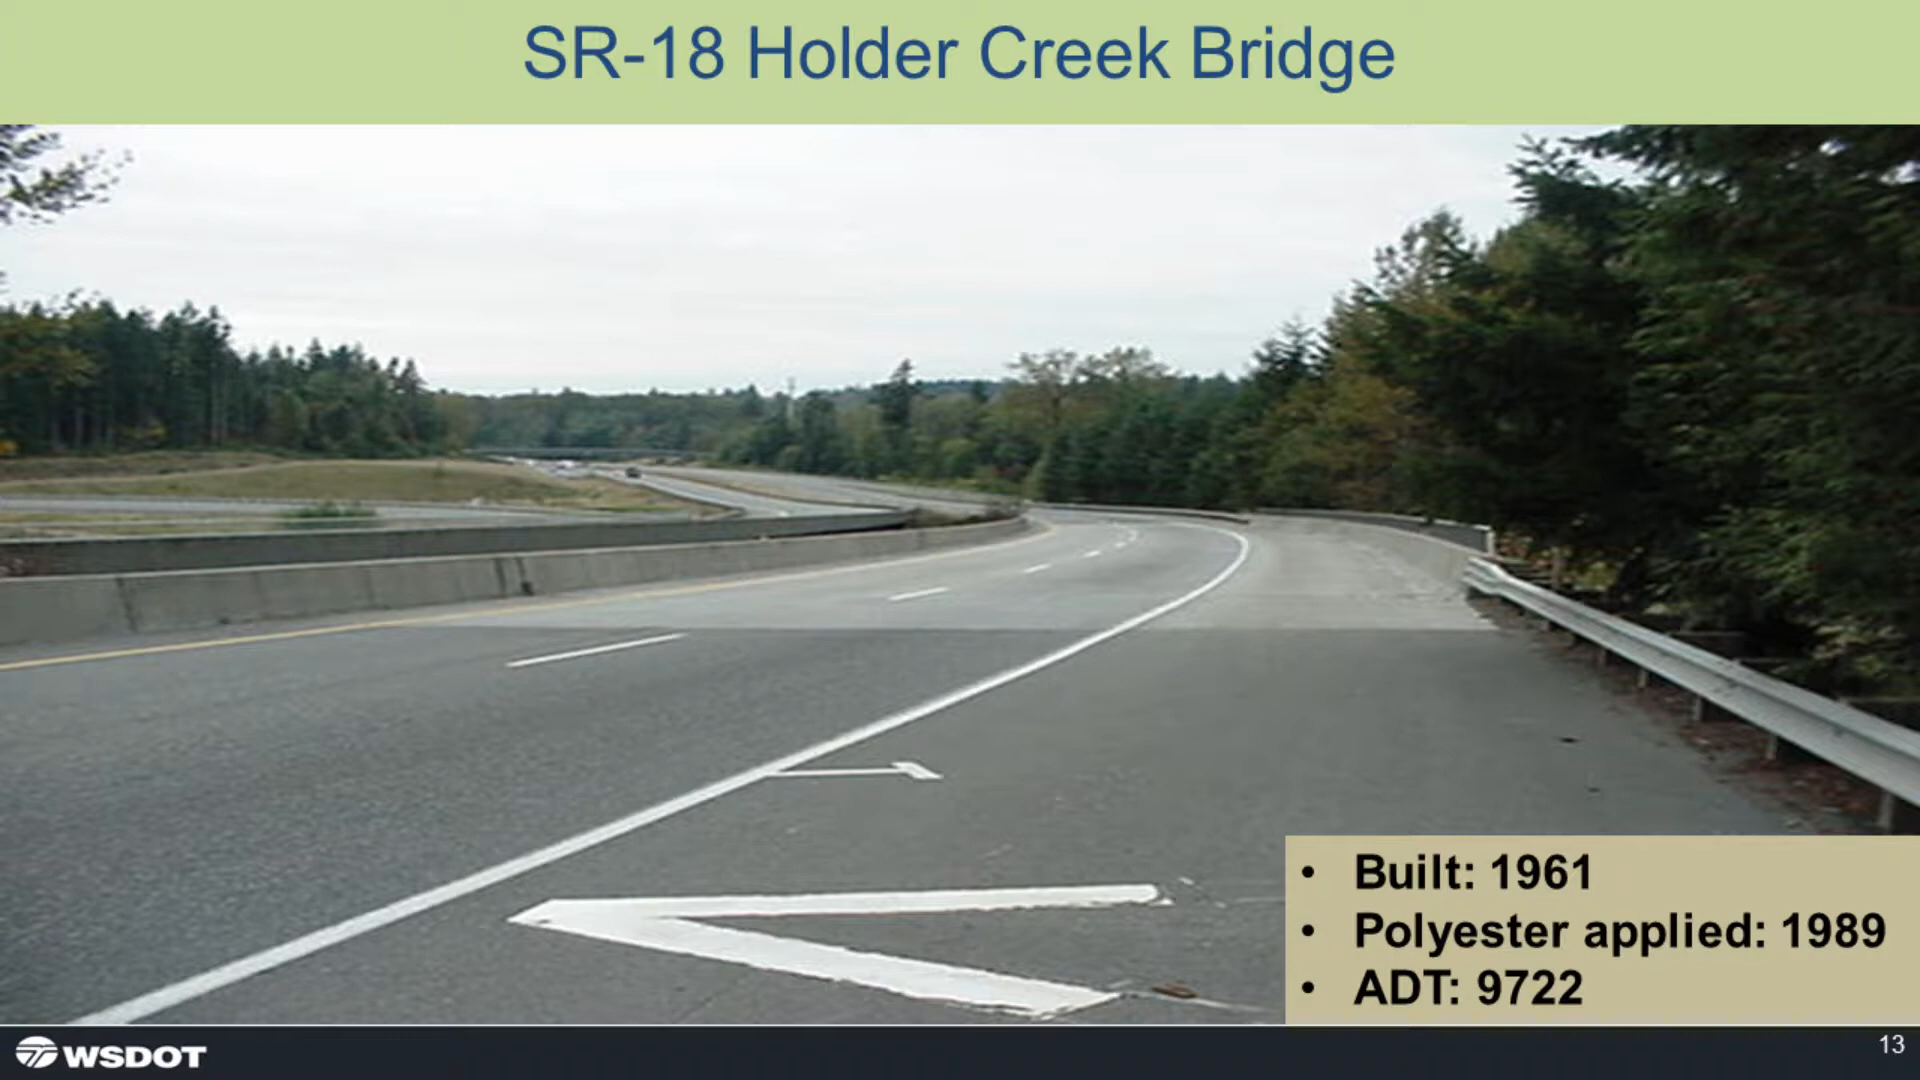 SR-18 Holder Creek Bridge
• Built: 1961
• Polyester applied: 1989
• ADT: 9722
WSDOT
13